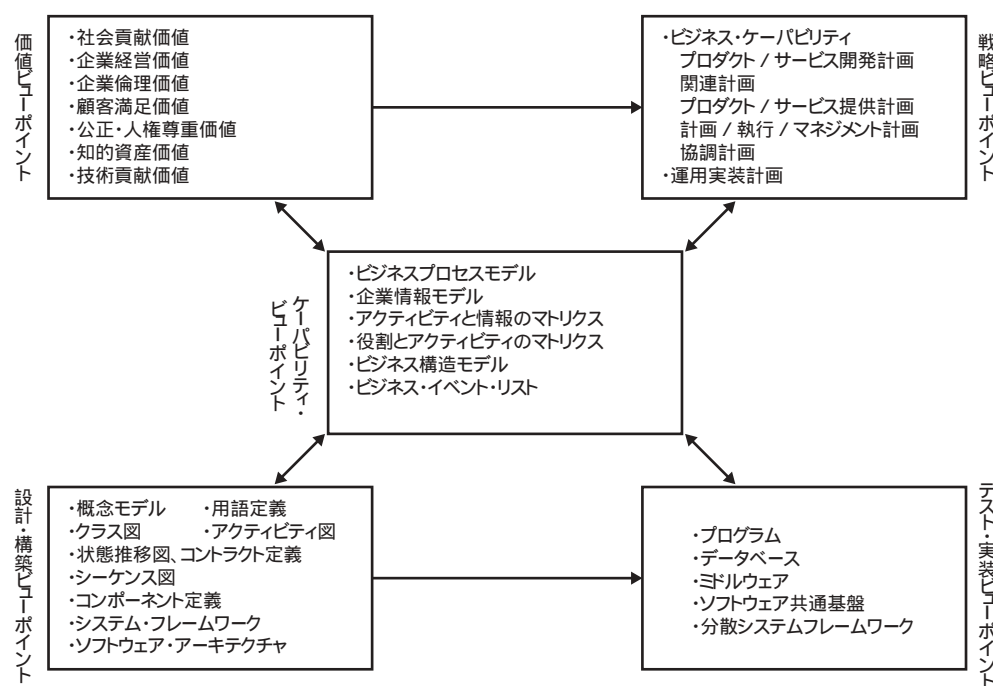 価値ビューポイント
・社会貢献価値
・企業経営価値
・企業倫理価値
・顧客満足価値
・公正・人権尊重価値
・知的資産価値
・技術貢献価値
・ビジネス・ケーパビリティ
プロダクト / サービス開発計画
関連計画
プロダクト / サービス提供計画
計画 / 執行 / マネジメント計画
協調計画
・運用実装計画
戦略ビューポイント
ケーパビリティ・
ビューポイント
・ビジネスプロセスモデル
・企業情報モデル
・アクティビティと情報のマトリクス
・役割とアクティビティのマトリクス
・ビジネス構造モデル
・ビジネス・イベント・リスト
設計・構築ビューポイント
・概念モデル ・用語定義
・クラス図 ・アクティビティ図
・状態推移図、コントラクト定義
・シーケンス図
・コンポーネント定義
・システム・フレームワーク
・ソフトウェア・アーキテクチャ
・プログラム
・データベース
・ミドルウェア
・ソフトウェア共通基盤
・分散システムフレームワーク
テスト・実装ビューポイント